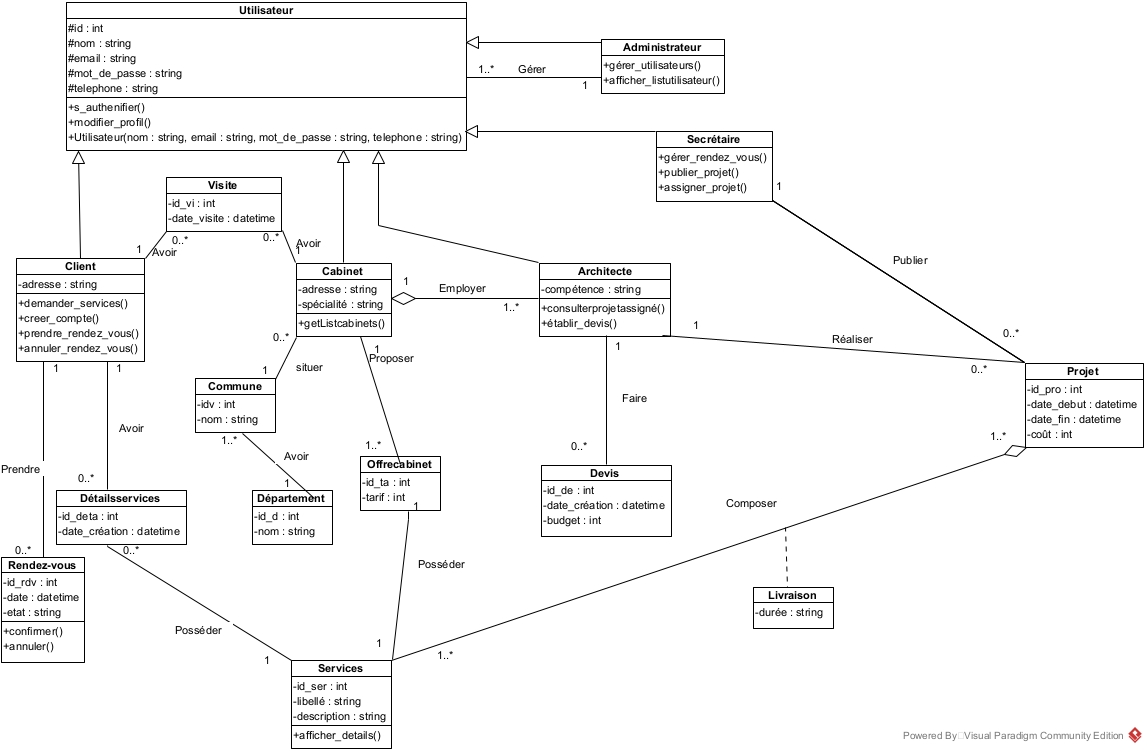 Utilisateur
#id : int
#nom : string
#email : string
#mot_de_passe : string
#telephone : string
+s_authenifier()
+modifier_profil()
+Utilisateur(nom : string, email : string, mot_de_passe : string, telephone : string)
Administrateur
+gérer_utilisateurs()
+afficher_listutilisateur()
1..*
Gérer
1
Secrétaire
+gérer_rendez_vous()
+publier_projet()
+assigner_projet()
1
Publier
0..*
Visite
-id_vi : int
-date_visite : datetime
1
Avoir
0..*
0..*
Avoir
1
Client
-adresse : string
+demander_services()
+creer_compte()
+prendre_rendez_vous()
+annuler_rendez_vous()
Cabinet
-adresse : string
-spécialité : string
+getListcabinets()
1
Employer
1..*
Architecte
-compétence : string
+consulterprojetassigné()
+établir_devis()
1
Réaliser
0..*
Projet
-id_pro : int
-date_debut : datetime
-date_fin : datetime
-coût : int
1..*
0..*
situer
1
1
Proposer
1..*
1
Faire
0..*
1
1
Avoir
0..*
Prendre
0..*
Commune
-idv : int
-nom : string
1..*
Avoir
1
Département
-id_d : int
-nom : string
Offrecabinet
-id_ta : int
-tarif : int
1
Posséder
1
Devis
-id_de : int
-date_création : datetime
-budget : int
Détailsservices
-id_deta : int
-date_création : datetime
0..*
Posséder
1
Composer
1..*
Rendez-vous
-id_rdv : int
-date : datetime
-etat : string
+confirmer()
+annuler()
Livraison
-durée : string
Services
-id_ser : int
-libellé : string
-description : string
+afficher_details()
Powered By Visual Paradigm Community Edition